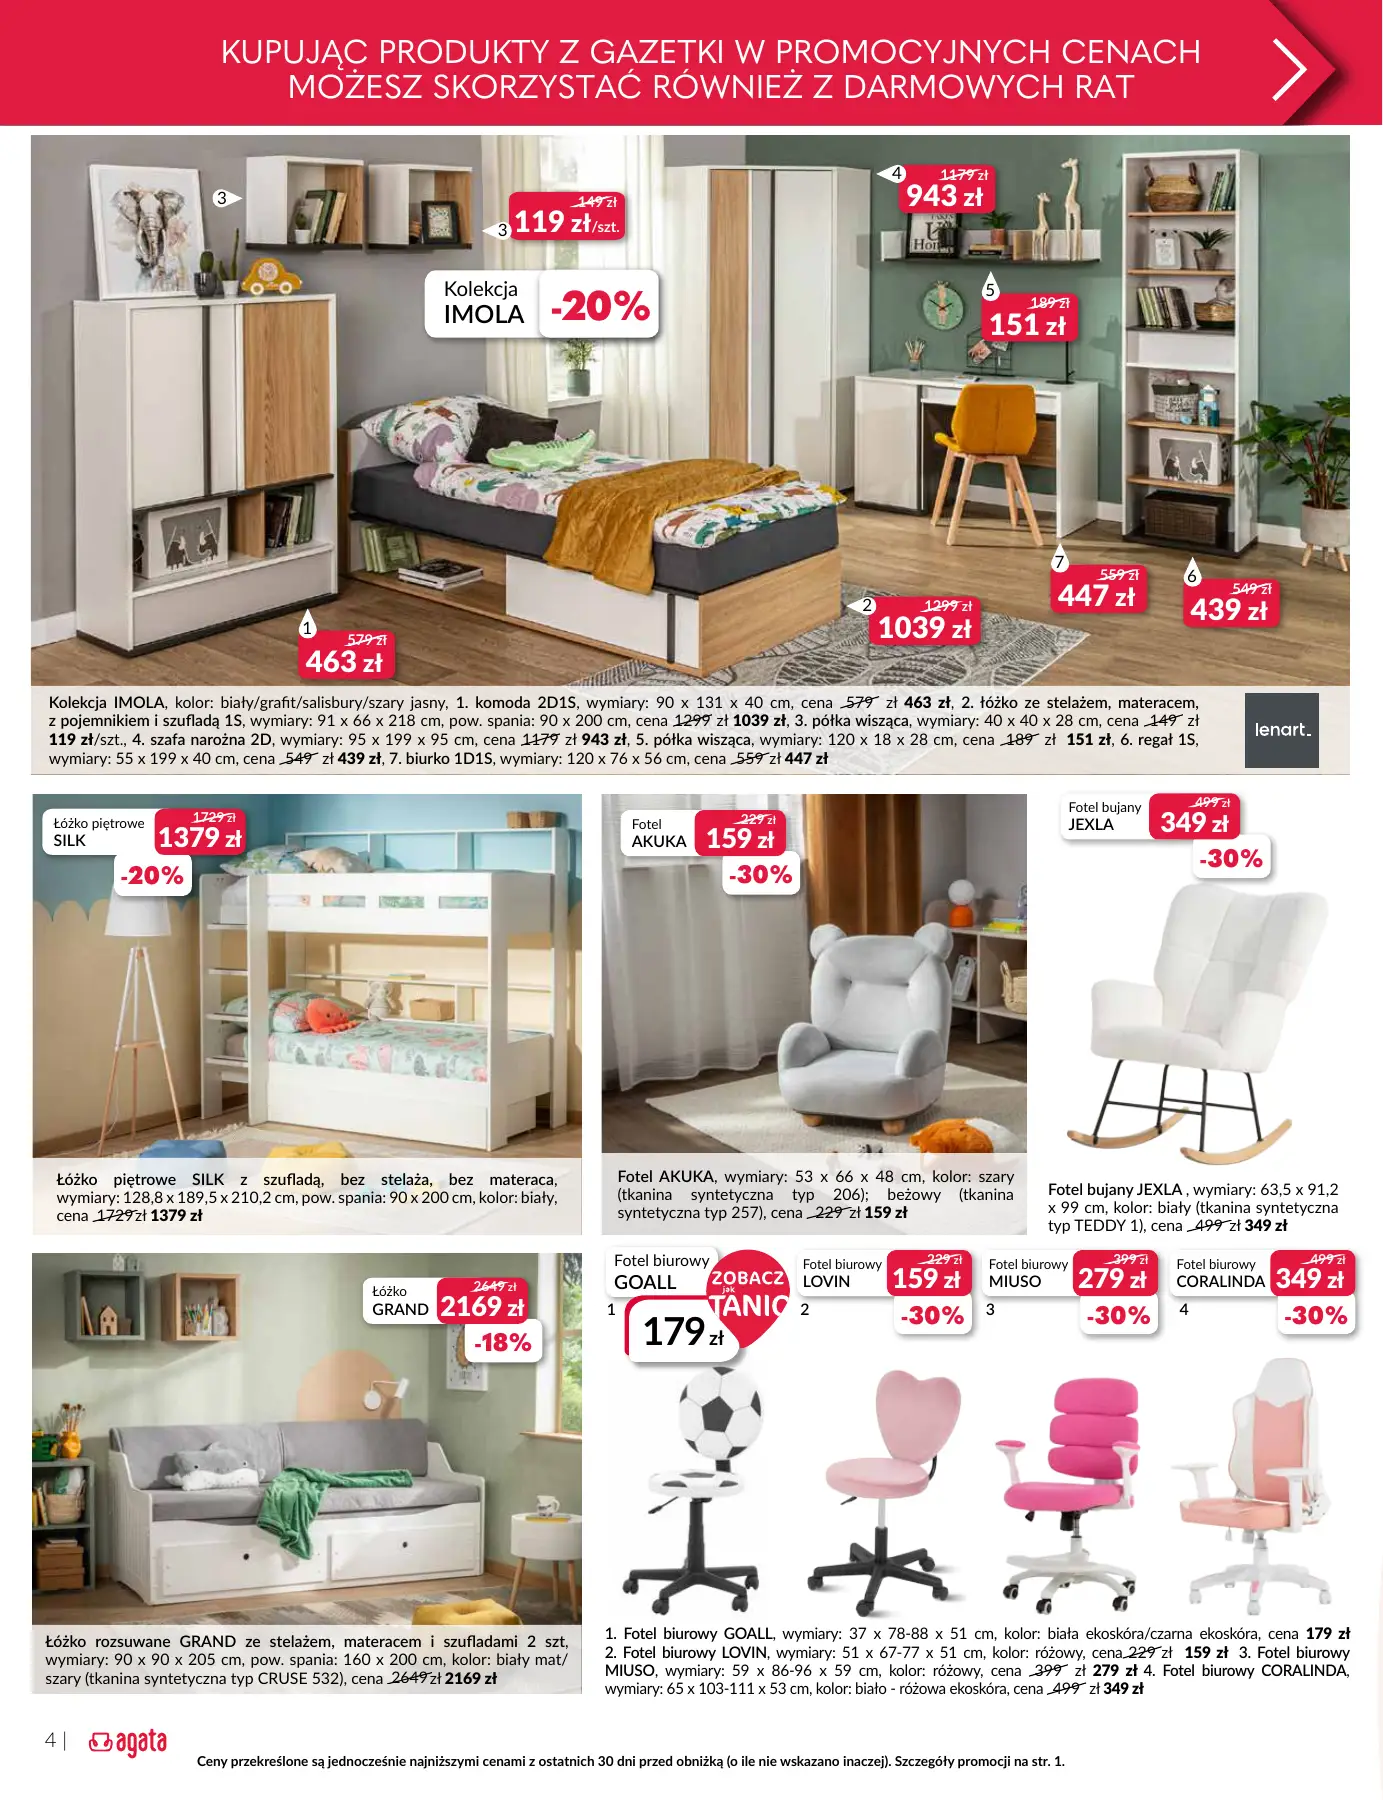 KUPUJĄC PRODUKTY Z GAZETKI W PROMOCYJNYCH CENACH
MOŻESZ SKORZYSTAĆ RÓWNIEŻ Z DARMOWYCH RAT
3
3
149 zł
119 zł/szt.
Kolekcja
IMOLA
-20%
4
1179 zł
943 zł
5
189 zł
151 zł
7
559 zł
447 zł
6
549 zł
439 zł
2
1299 zł
1039 zł
1
579 zł
463 zł
Kolekcja IMOLA, kolor: biały/grafit/salisbury/szary jasny, 1. komoda 2D1S, wymiary: 90 x 131 x 40 cm, cena 579 zł 463 zł, 2. łóżko ze stelażem, materacem,
z pojemnikiem i szufladą 1S, wymiary: 91 x 66 x 218 cm, pow. spania: 90 x 200 cm, cena 1299 zł 1039 zł, 3. półka wisząca, wymiary: 40 x 40 x 28 cm, cena 149 zł
119 zł/szt., 4. szafa narożna 2D, wymiary: 95 x 199 x 95 cm, cena 1179 zł 943 zł, 5. półka wisząca, wymiary: 120 x 18 x 28 cm, cena 189 zł 151 zł, 6. regał 1S,
wymiary: 55 x 199 x 40 cm, cena 549 zł 439 zł, 7. biurko 1D1S, wymiary: 120 x 76 x 56 cm, cena 559 zł 447 zł
lenart.
Łóżko piętrowe
SILK
1729 zł
1379 zł
-20%
Łóżko piętrowe SILK z szufladą, bez stelaża, bez materaca,
wymiary: 128,8 x 189,5 x 210,2 cm, pow. spania: 90 x 200 cm, kolor: biały,
cena 1729 zł 1379 zł
Fotel
AKUKA
229 zł
159 zł
-30%
Fotel AKUKA, wymiary: 53 x 66 x 48 cm, kolor: szary
(tkanina syntetyczna typ 206); beżowy (tkanina
syntetyczna typ 257), cena 229 zł 159 zł
Fotel bujany
JEXLA
499 zł
349 zł
-30%
Fotel bujany JEXLA , wymiary: 63,5 x 91,2
x 99 cm, kolor: biały (tkanina syntetyczna
typ TEDDY 1), cena 499 zł 349 zł
Łóżko
GRAND
2649 zł
2169 zł
-18%
Łóżko rozsuwane GRAND ze stelażem, materacem i szufladami 2 szt,
wymiary: 90 x 90 x 205 cm, pow. spania: 160 x 200 cm, kolor: biały mat/
szary (tkanina syntetyczna typ CRUSE 532), cena 2649 zł 2169 zł
Fotel biurowy
GOALL
1
179 zł
ZOBACZ
jak
TANIO
Fotel biurowy
LOVIN
2
229 zł
159 zł
-30%
Fotel biurowy
MIUSO
3
399 zł
279 zł
-30%
Fotel biurowy
CORALINDA
4
499 zł
349 zł
-30%
1. Fotel biurowy GOALL, wymiary: 37 x 78-88 x 51 cm, kolor: biała ekoskóra/czarna ekoskóra, cena 179 zł
2. Fotel biurowy LOVIN, wymiary: 51 x 67-77 x 51 cm, kolor: różowy, cena 229 zł 159 zł 3. Fotel biurowy
MIUSO, wymiary: 59 x 86-96 x 59 cm, kolor: różowy, cena 399 zł 279 zł 4. Fotel biurowy CORALINDA,
wymiary: 65 x 103-111 x 53 cm, kolor: biało - różowa ekoskóra, cena 499 zł 349 zł
4 |
agata
Ceny przekreślone są jednocześnie najniższymi cenami z ostatnich 30 dni przed obniżką (o ile nie wskazano inaczej). Szczegóły promocji na str. 1.